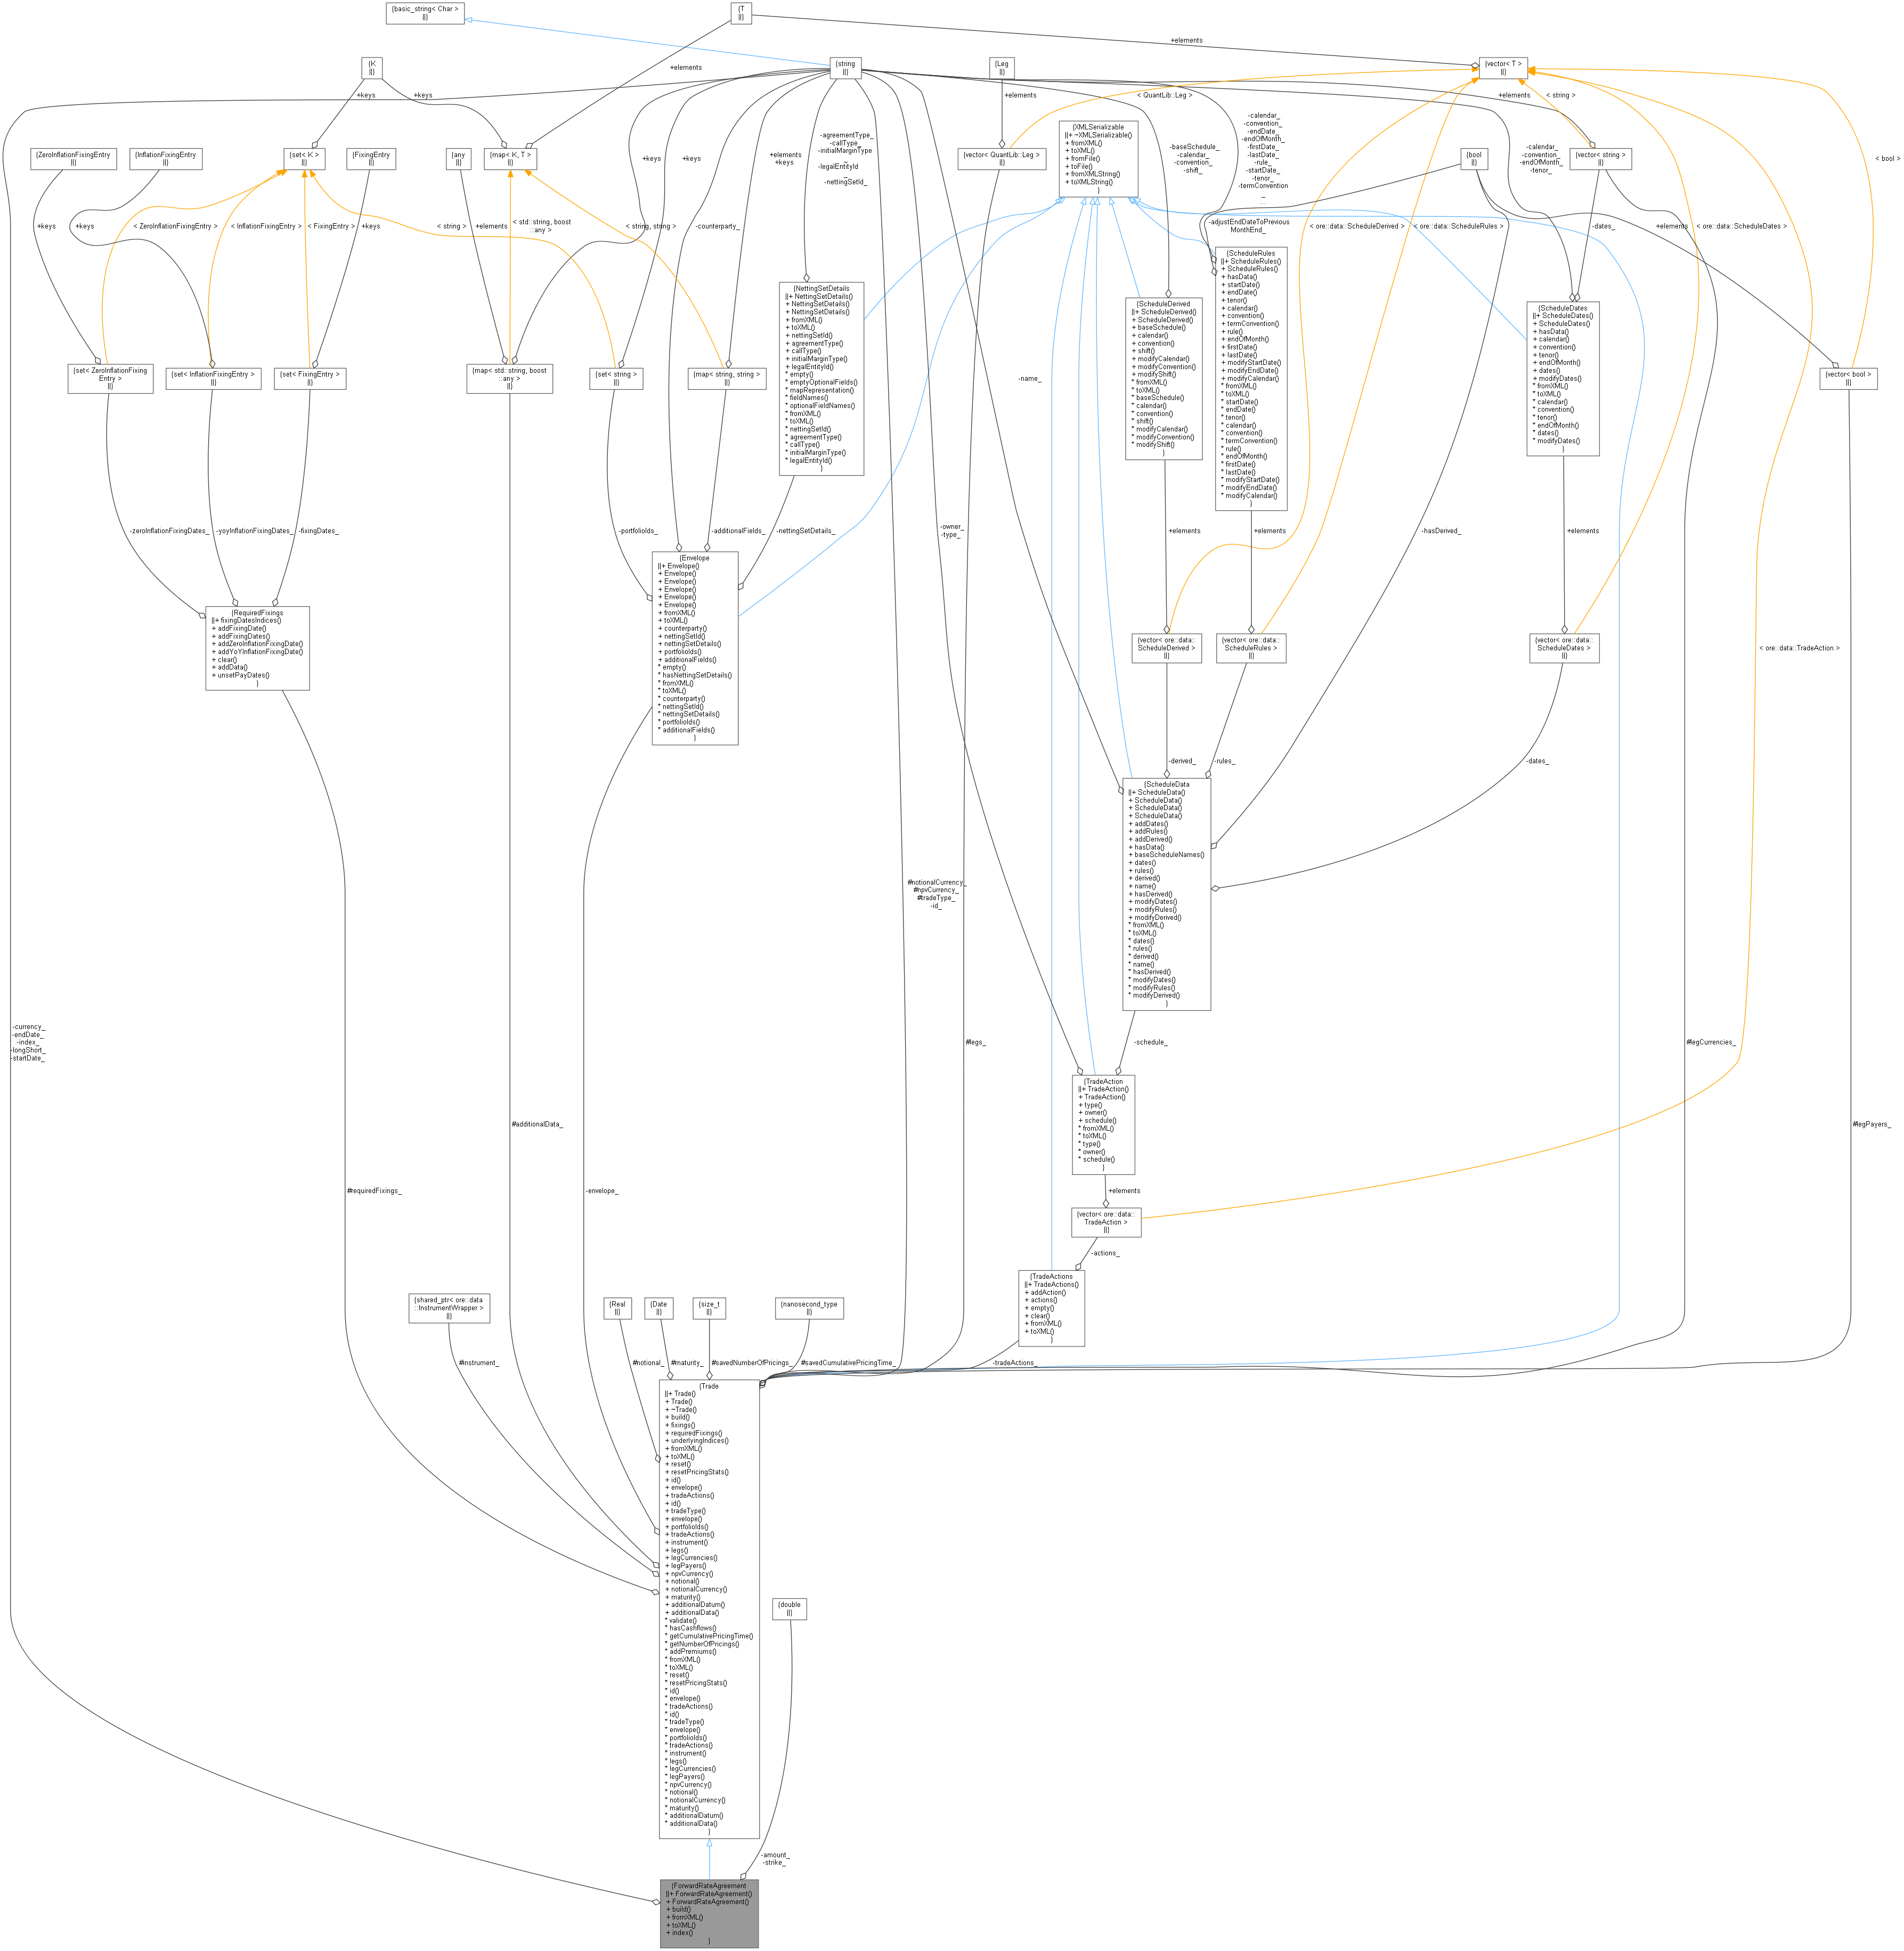 {basic_string< Char >
||}
{T
||}
+elements
{K
||}
+elements
{string
||}
{Leg
||}
{vector< T >
||}
+keys
+keys
+elements
< QuantLib::Leg >
+elements
< string >
{ZeroInflationFixingEntry
||}
{InflationFixingEntry
||}
{set< K >
||}
{FixingEntry
||}
{any
||}
{map< K, T >
||}
+keys
+keys
+elements
+keys
-agreementType_
-callType_
-initialMarginType
_
-legalEntityId
_
-nettingSetId_
{vector< QuantLib::Leg >
||}
{XMLSerializable
||+ ~XMLSerializable()
+ fromXML()
+ toXML()
+ fromFile()
+ toFile()
+ fromXMLString()
+ toXMLString()
}
-baseSchedule_
-calendar_
-convention_
-shift_
-calendar_
-convention_
-endDate_
-endOfMonth_
-firstDate_
-lastDate_
-rule_
-startDate_
-tenor_
-termConvention
_
...
{bool
||}
-calendar_
-convention_
-endOfMonth_
-tenor_
{vector< string >
||}
< bool >
+keys
+keys
< ZeroInflationFixingEntry >
< InflationFixingEntry >
< FixingEntry >
+keys
< string >
+elements
< std::string, boost
::any >
< string, string >
-counterparty_
-adjustEndDateToPrevious
MonthEnd_
< ore::data::ScheduleDerived >
< ore::data::ScheduleRules >
-dates_
+elements
< ore::data::ScheduleDates >
{set< ZeroInflationFixing
Entry >
||}
{set< InflationFixingEntry >
||}
{set< FixingEntry >
||}
{map< std::string, boost
::any >
||}
{set< string >
||}
{map< string, string >
||}
{NettingSetDetails
||+ NettingSetDetails()
+ NettingSetDetails()
+ NettingSetDetails()
+ fromXML()
+ toXML()
+ nettingSetId()
+ agreementType()
+ callType()
+ initialMarginType()
+ legalEntityId()
* empty()
* emptyOptionalFields()
* mapRepresentation()
* fieldNames()
* optionalFieldNames()
* fromXML()
* toXML()
* nettingSetId()
* agreementType()
* callType()
* initialMarginType()
* legalEntityId()
}
-name_
{ScheduleDerived
||+ ScheduleDerived()
+ ScheduleDerived()
+ baseSchedule()
+ calendar()
+ convention()
+ shift()
+ modifyCalendar()
+ modifyConvention()
+ modifyShift()
* fromXML()
* toXML()
* baseSchedule()
* calendar()
* convention()
* shift()
* modifyCalendar()
* modifyConvention()
* modifyShift()
}
{ScheduleRules
||+ ScheduleRules()
+ ScheduleRules()
+ hasData()
+ startDate()
+ endDate()
+ tenor()
+ calendar()
+ convention()
+ termConvention()
+ rule()
+ endOfMonth()
+ firstDate()
+ lastDate()
+ modifyStartDate()
+ modifyEndDate()
+ modifyCalendar()
* fromXML()
* toXML()
* startDate()
* endDate()
* tenor()
* calendar()
* convention()
* termConvention()
* rule()
* endOfMonth()
* firstDate()
* lastDate()
* modifyStartDate()
* modifyEndDate()
* modifyCalendar()
}
{ScheduleDates
||+ ScheduleDates()
+ ScheduleDates()
+ hasData()
+ calendar()
+ convention()
+ tenor()
+ endOfMonth()
+ dates()
+ modifyDates()
* fromXML()
* toXML()
* calendar()
* convention()
* tenor()
* endOfMonth()
* dates()
* modifyDates()
}
{vector< bool >
||}
-zeroInflationFixingDates_
-yoyInflationFixingDates_
-fixingDates_
-portfolioIds_
-additionalFields_
-nettingSetDetails_
-owner_
-type_
+elements
+elements
-hasDerived_
+elements
{RequiredFixings
||+ fixingDatesIndices()
+ addFixingDate()
+ addFixingDates()
+ addZeroInflationFixingDate()
+ addYoYInflationFixingDate()
+ clear()
+ addData()
+ unsetPayDates()
}
{Envelope
||+ Envelope()
+ Envelope()
+ Envelope()
+ Envelope()
+ Envelope()
+ Envelope()
+ fromXML()
+ toXML()
+ counterparty()
+ nettingSetId()
+ nettingSetDetails()
+ portfolioIds()
+ additionalFields()
* empty()
* hasNettingSetDetails()
* fromXML()
* toXML()
* counterparty()
* nettingSetId()
* nettingSetDetails()
* portfolioIds()
* additionalFields()
}
{vector< ore::data::
ScheduleDerived >
||}
{vector< ore::data::
ScheduleRules >
||}
{vector< ore::data::
ScheduleDates >
||}
< ore::data::TradeAction >
-derived_
-rules_
-dates_
{ScheduleData
||+ ScheduleData()
+ ScheduleData()
+ ScheduleData()
+ ScheduleData()
+ addDates()
+ addRules()
+ addDerived()
+ hasData()
+ baseScheduleNames()
+ dates()
+ rules()
+ derived()
+ name()
+ hasDerived()
+ modifyDates()
+ modifyRules()
+ modifyDerived()
* fromXML()
* toXML()
* dates()
* rules()
* derived()
* name()
* hasDerived()
* modifyDates()
* modifyRules()
* modifyDerived()
}
#notionalCurrency_
#npvCurrency_
#tradeType_
-id_
-currency_
-endDate_
-index_
-longShort_
-startDate_
#legs_
-schedule_
#legCurrencies_
{TradeAction
||+ TradeAction()
+ TradeAction()
+ type()
+ owner()
+ schedule()
* fromXML()
* toXML()
* type()
* owner()
* schedule()
}
#additionalData_
#legPayers_
#requiredFixings_
-envelope_
+elements
{vector< ore::data::
TradeAction >
||}
-actions_
{TradeActions
||+ TradeActions()
+ addAction()
+ actions()
+ empty()
+ clear()
+ fromXML()
+ toXML()
}
{shared_ptr< ore::data
::InstrumentWrapper >
||}
{Real
||}
{Date
||}
{size_t
||}
{nanosecond_type
||}
#instrument_
#notional_
#maturity_
#savedNumberOfPricings_
#savedCumulativePricingTime_
-tradeActions_
{Trade
||+ Trade()
+ Trade()
+ ~Trade()
+ build()
+ fixings()
+ requiredFixings()
+ underlyingIndices()
+ fromXML()
+ toXML()
+ reset()
+ resetPricingStats()
+ id()
+ envelope()
+ tradeActions()
+ id()
+ tradeType()
+ envelope()
+ portfolioIds()
+ tradeActions()
+ instrument()
+ legs()
+ legCurrencies()
+ legPayers()
+ npvCurrency()
+ notional()
+ notionalCurrency()
+ maturity()
+ additionalDatum()
+ additionalData()
* validate()
* hasCashflows()
* getCumulativePricingTime()
* getNumberOfPricings()
* addPremiums()
* fromXML()
* toXML()
* reset()
* resetPricingStats()
* id()
* envelope()
* tradeActions()
* id()
* tradeType()
* envelope()
* portfolioIds()
* tradeActions()
* instrument()
* legs()
* legCurrencies()
* legPayers()
* npvCurrency()
* notional()
* notionalCurrency()
* maturity()
* additionalDatum()
* additionalData()
}
{double
||}
-amount_
-strike_
{ForwardRateAgreement
||+ ForwardRateAgreement()
+ ForwardRateAgreement()
+ build()
+ fromXML()
+ toXML()
+ index()
}